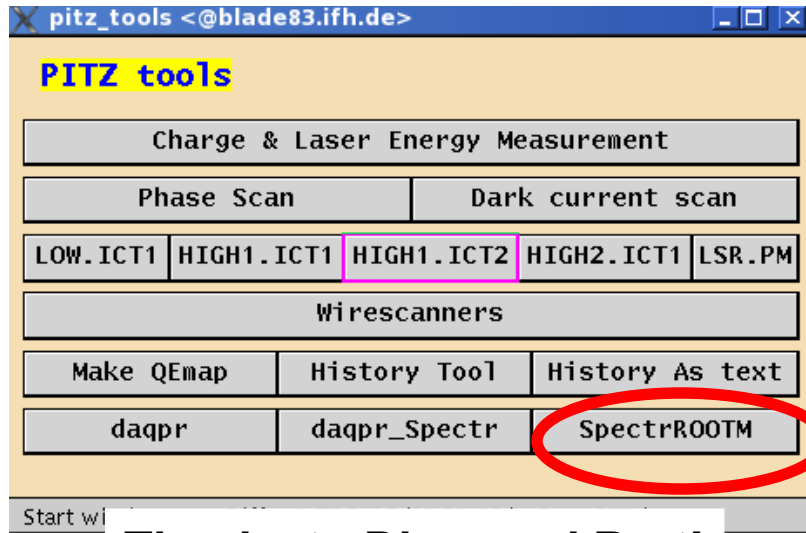 pitz_tools <@blade83.ifh.de>
PITZ tools
Charge & Laser Energy Measurement
Phase Scan Dark current scan
LOW.ICT1 HIGH1.ICT1 HIGH1.ICT2 HIGH2.ICT1 LSR.PM
Wirescanners
Make QEmap History Tool History As text
daqpr daqpr_Spectr SpectrROOTM
Start